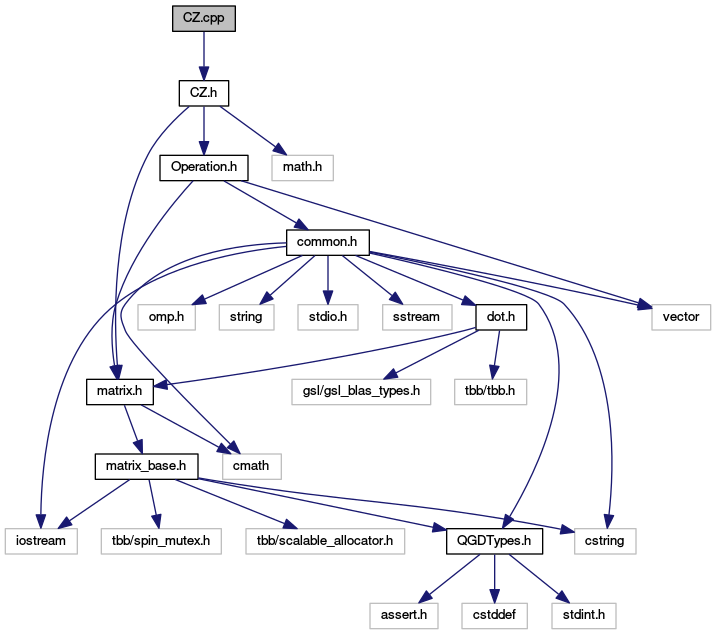 CZ.cpp
CZ.h
Operation.h
math.h
common.h
omp.h
string
stdio.h
sstream
dot.h
vector
matrix.h
gsl/gsl_blas_types.h
tbb/tbb.h
matrix_base.h
cmath
iostream
tbb/spin_mutex.h
tbb/scalable_allocator.h
QGDTypes.h
cstring
assert.h
cstddef
stdint.h